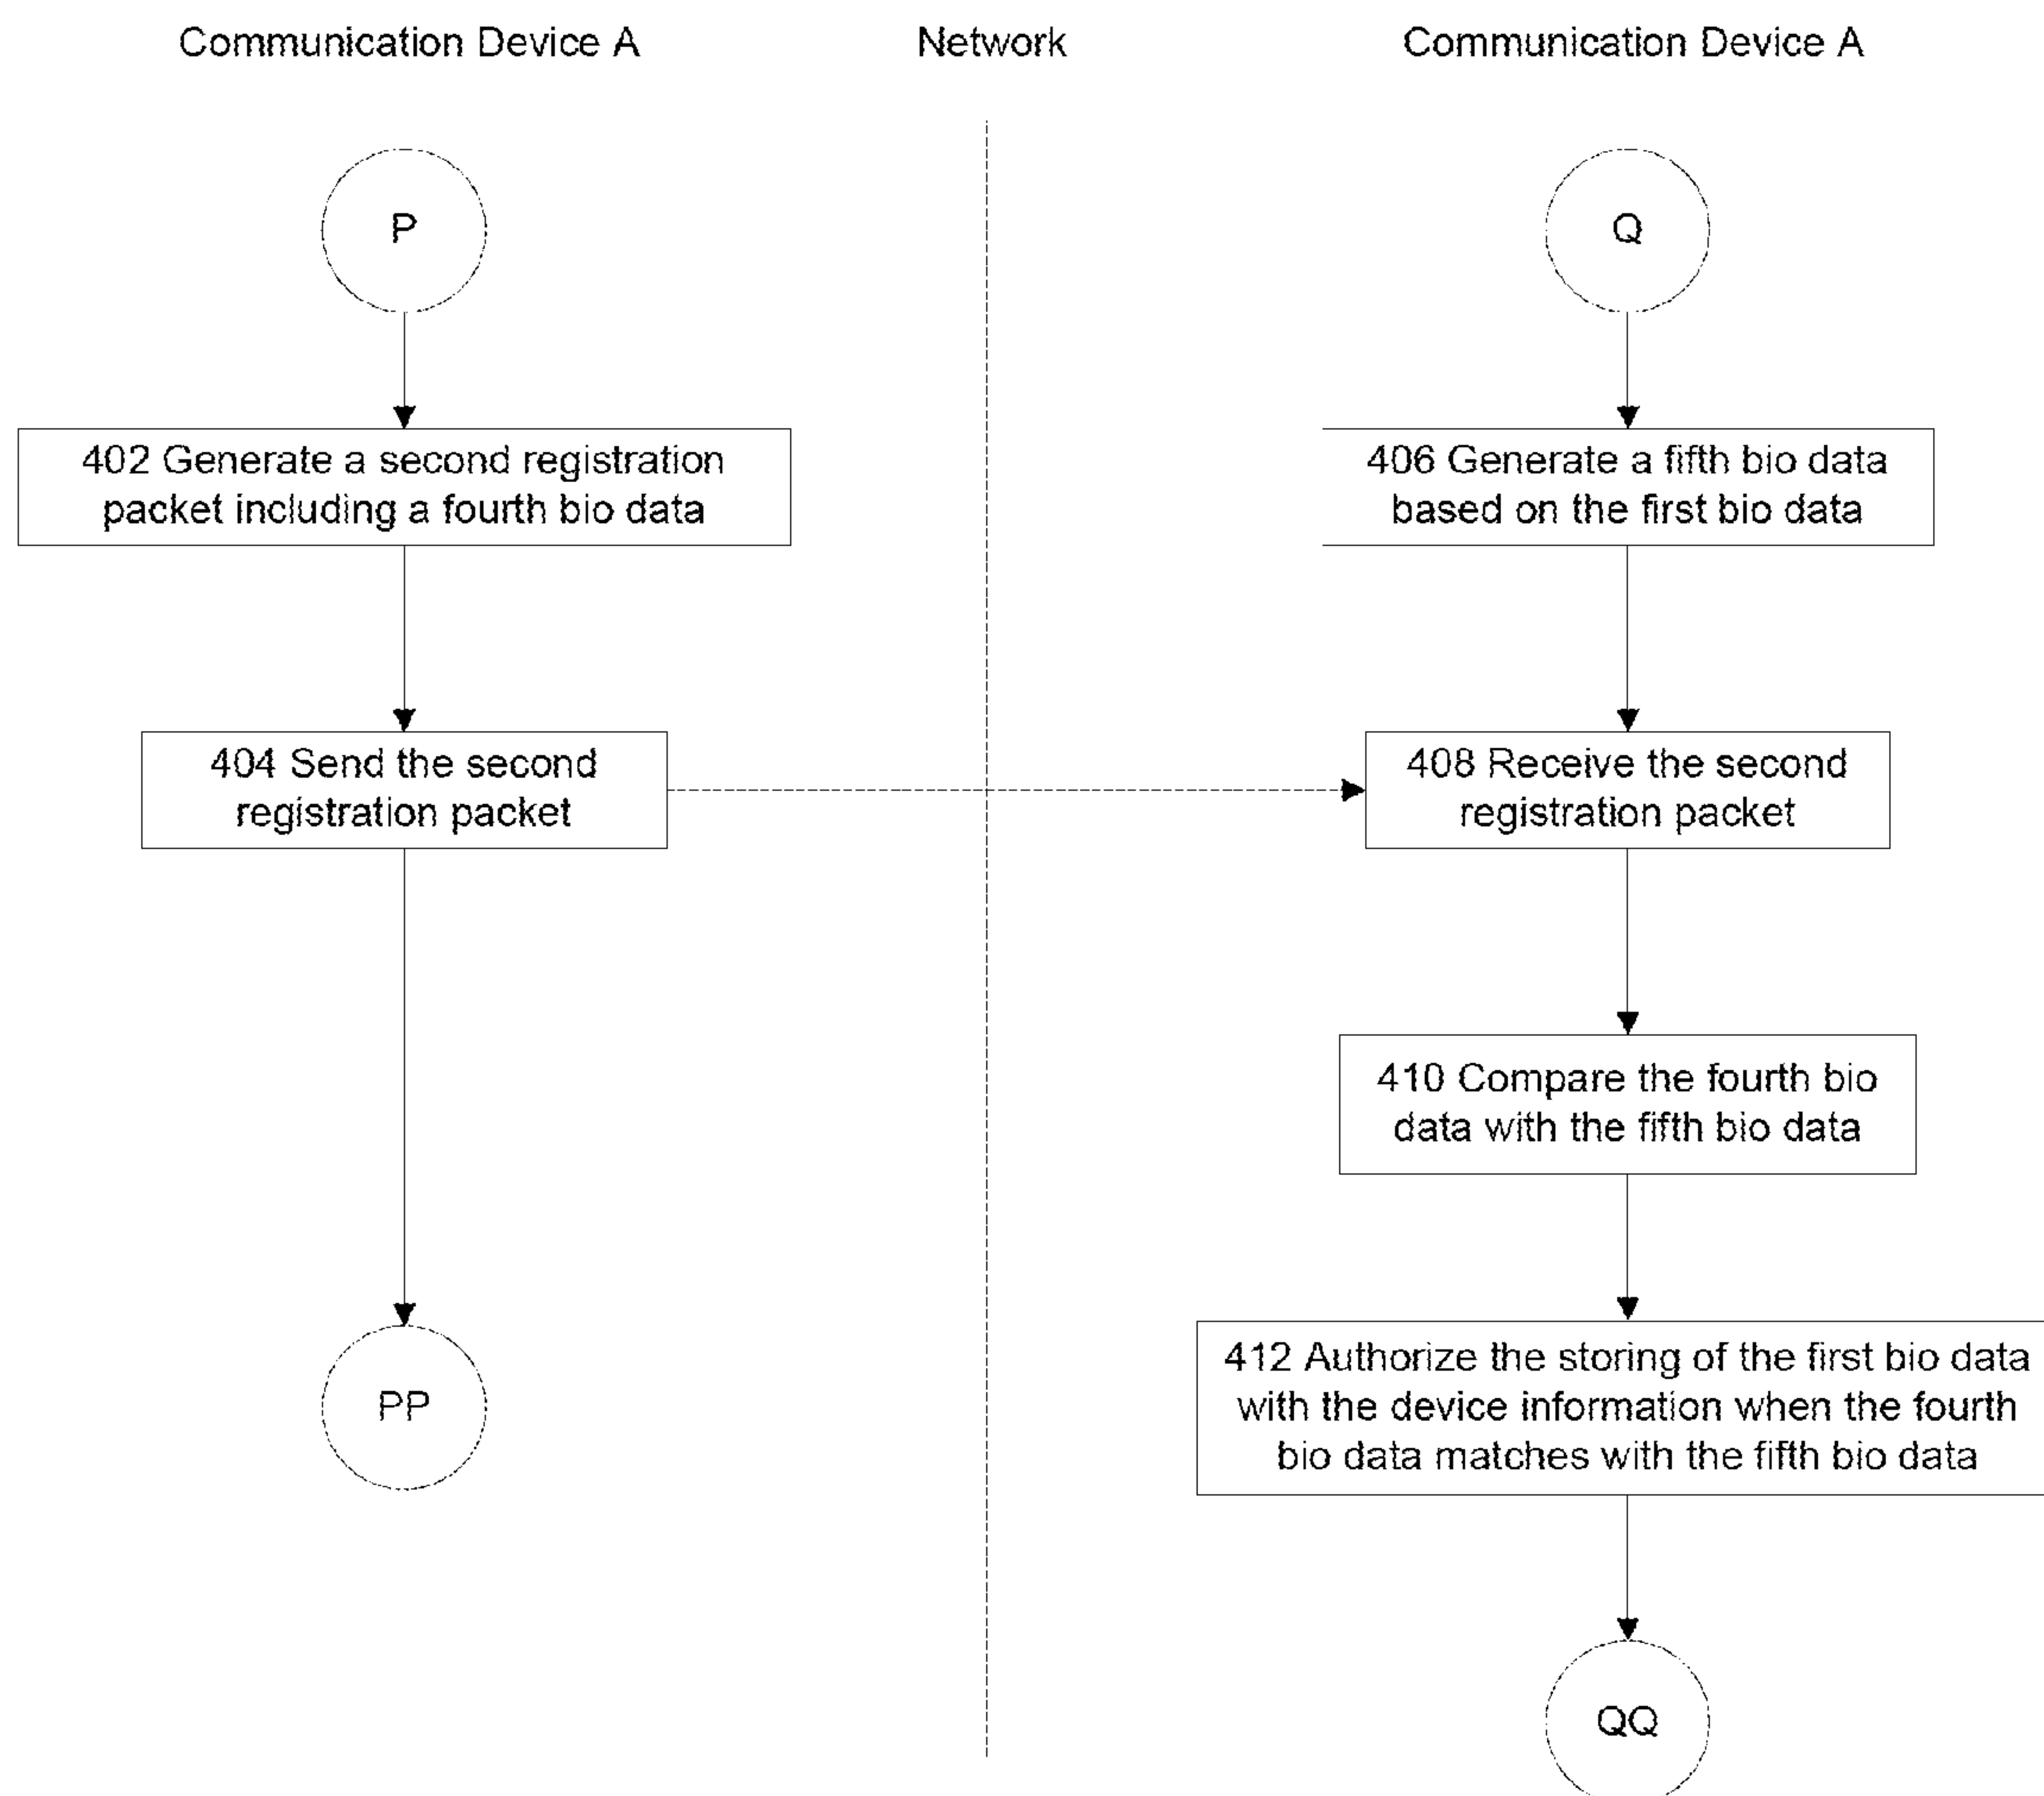 Communication Device A
Network
Communication Device A
P
Q
402 Generate a second registration
packet including a fourth bio data
406 Generate a fifth bio data
based on the first bio data
404 Send the second
registration packet
408 Receive the second
registration packet
410 Compare the fourth bio
data with the fifth bio data
412 Authorize the storing of the first bio data
with the device information when the fourth
bio data matches with the fifth bio data
PP
QQ